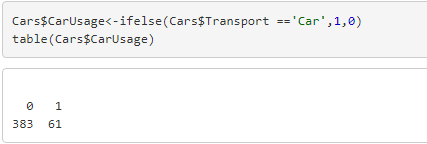 Cars$CarUsage<-ifelse(Cars$Transport =='Car',1,0)
table(Cars$CarUsage)
0 1
383 61